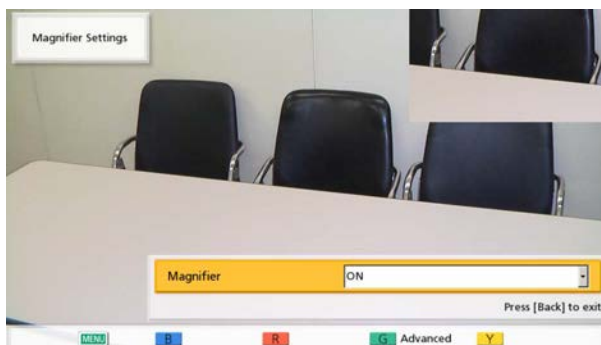 Magnifier Settings
Magnifier ON
Press [Back] to exit
MENU B R G Advanced Y